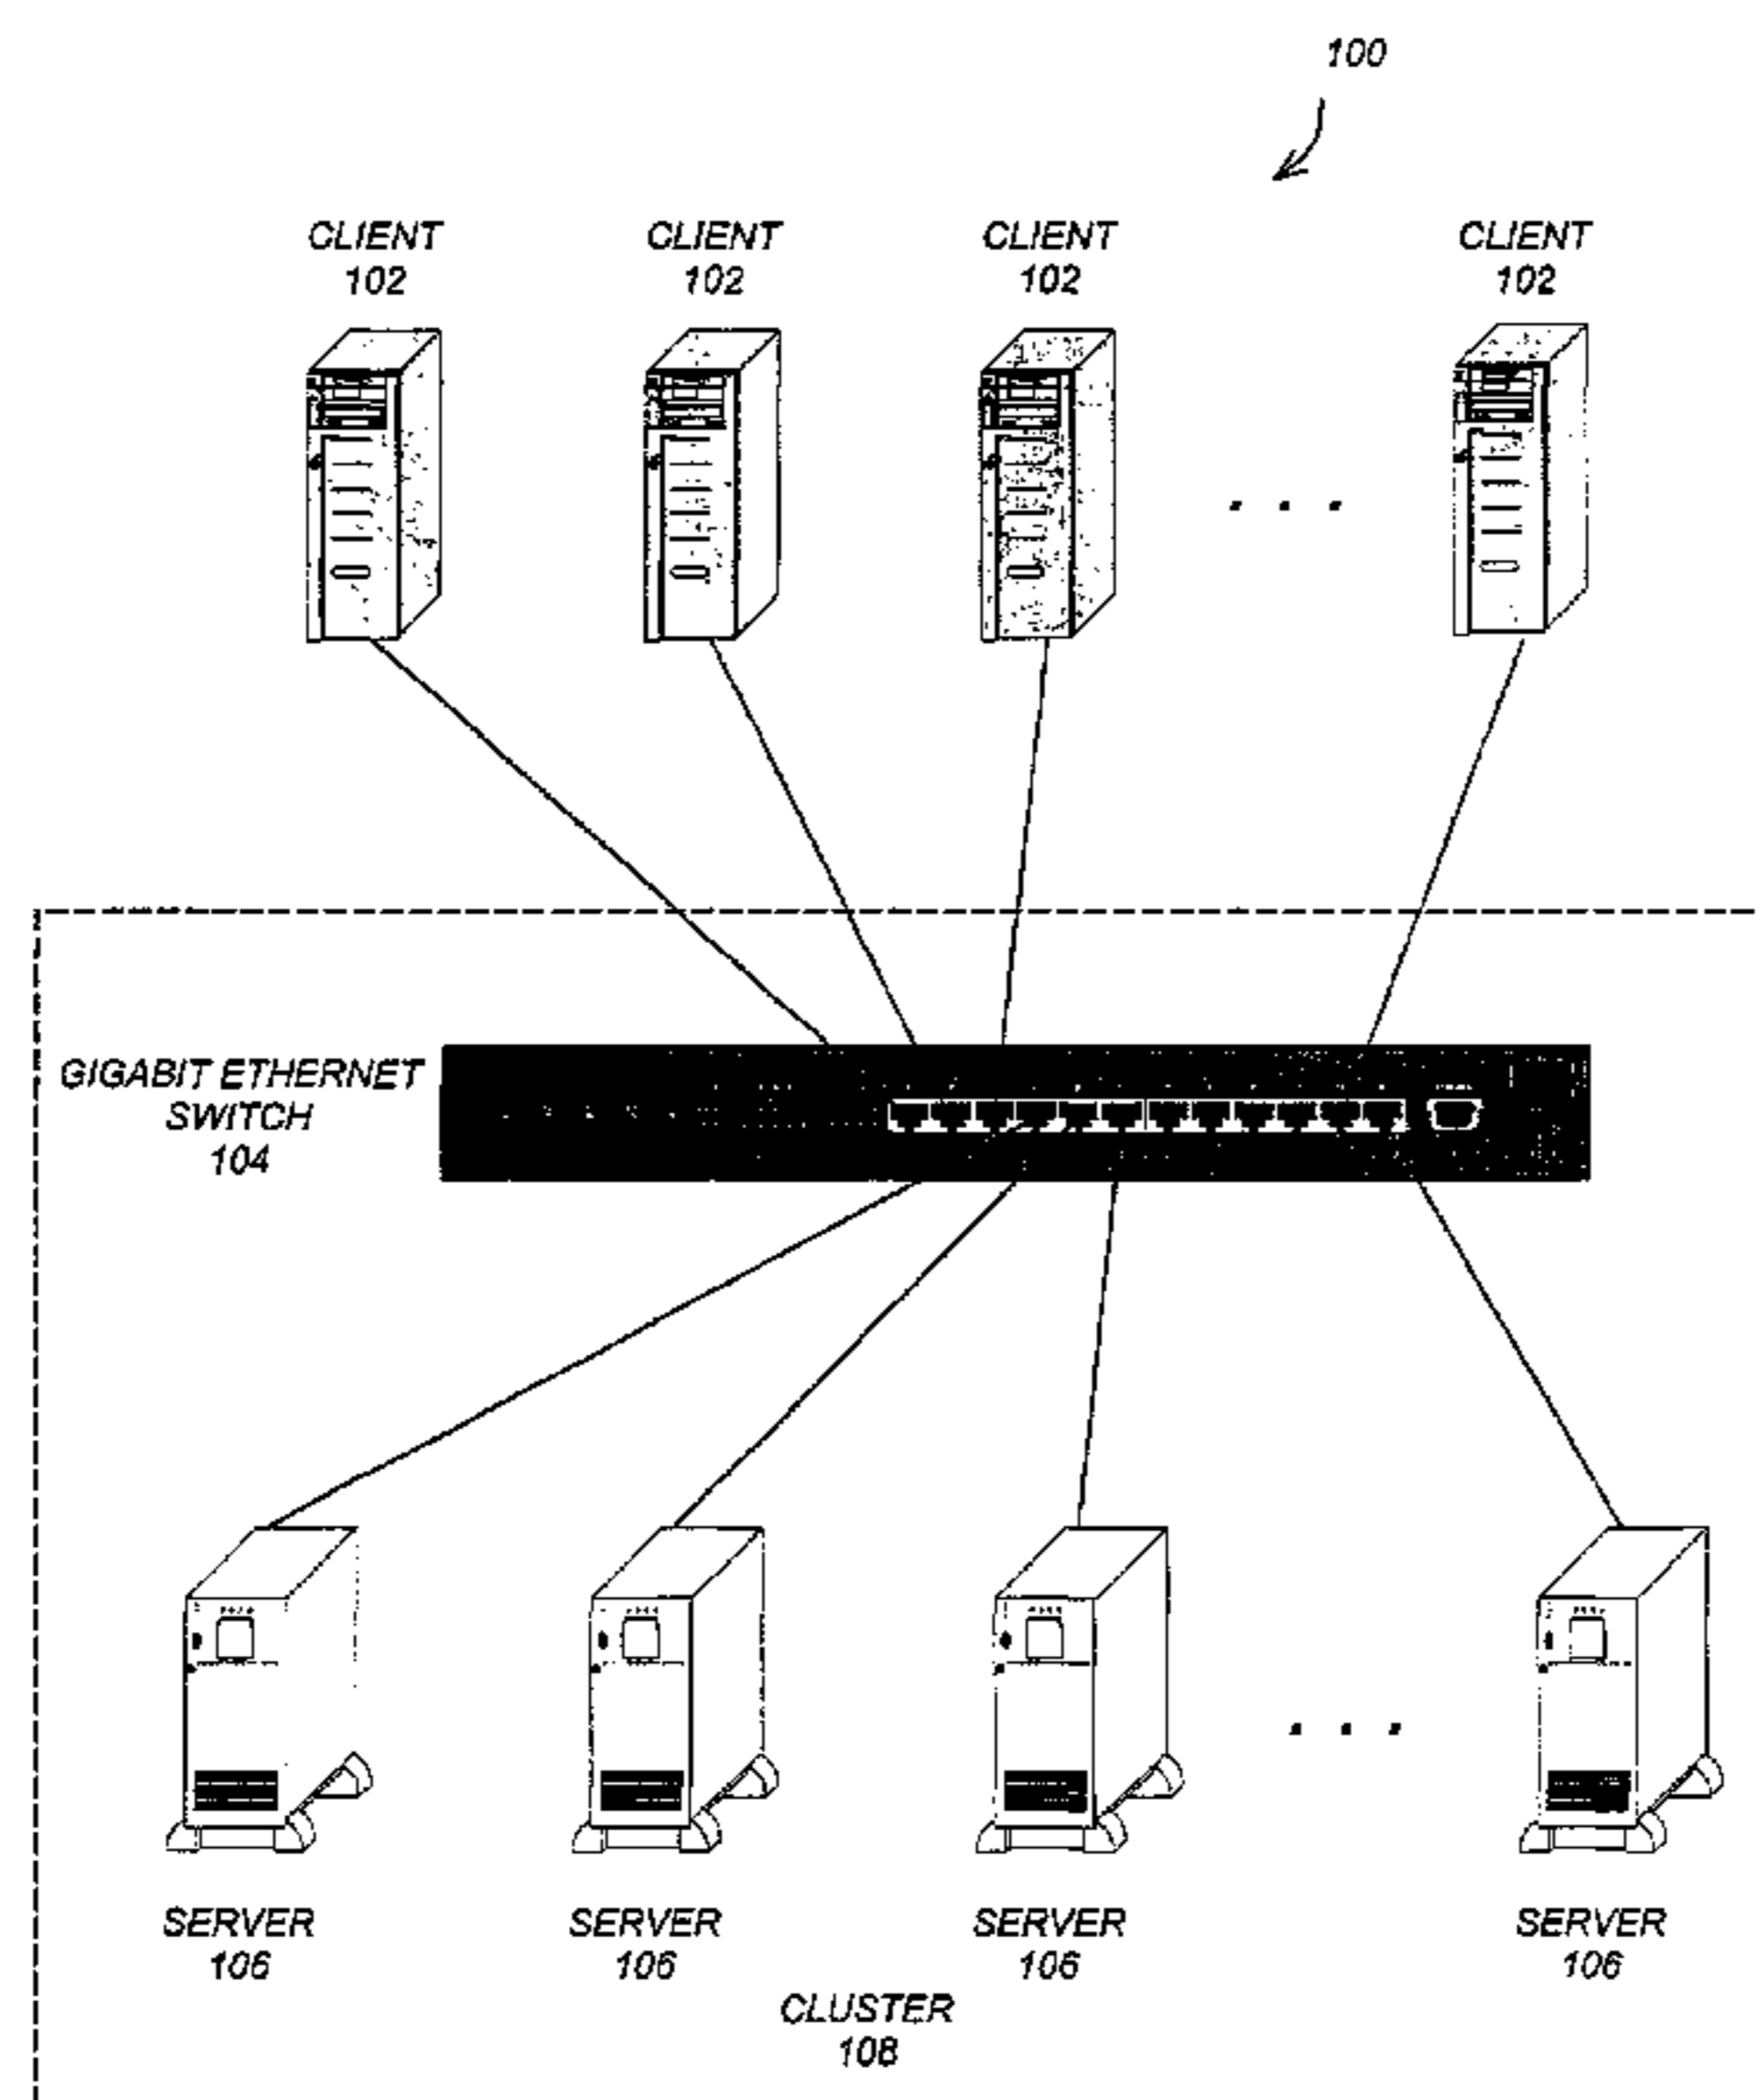 100
CLIENT
102
CLIENT
102
CLIENT
102
CLIENT
102
GIGABIT ETHERNET
SWITCH
104
SERVER
106
SERVER
106
SERVER
106
SERVER
106
CLUSTER
108